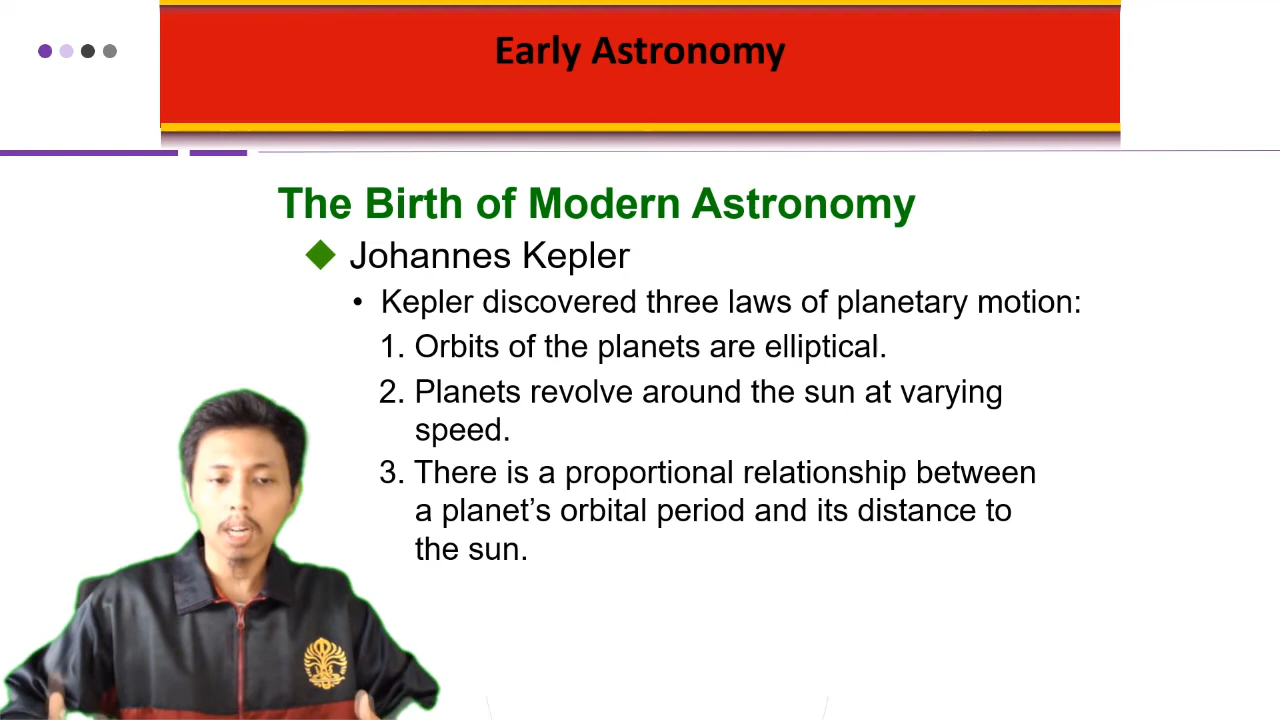 Early Astronomy
The Birth of Modern Astronomy
Johannes Kepler
• Kepler discovered three laws of planetary motion:
1. Orbits of the planets are elliptical.
2. Planets revolve around the sun at varying
speed.
3. There is a proportional relationship between
a planet’s orbital period and its distance to
the sun.